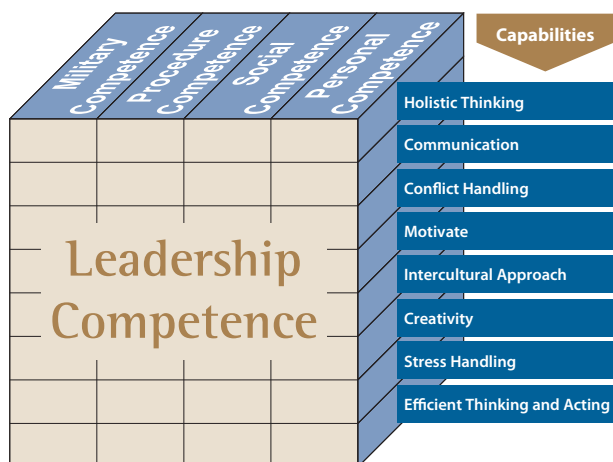 Military
Competence
Procedure
Competence
Social
Competence
Personal
Competence
Capabilities
Holistic Thinking
Communication
Conflict Handling
Motivate
Intercultural Approach
Creativity
Stress Handling
Efficient Thinking and Acting
Leadership
Competence